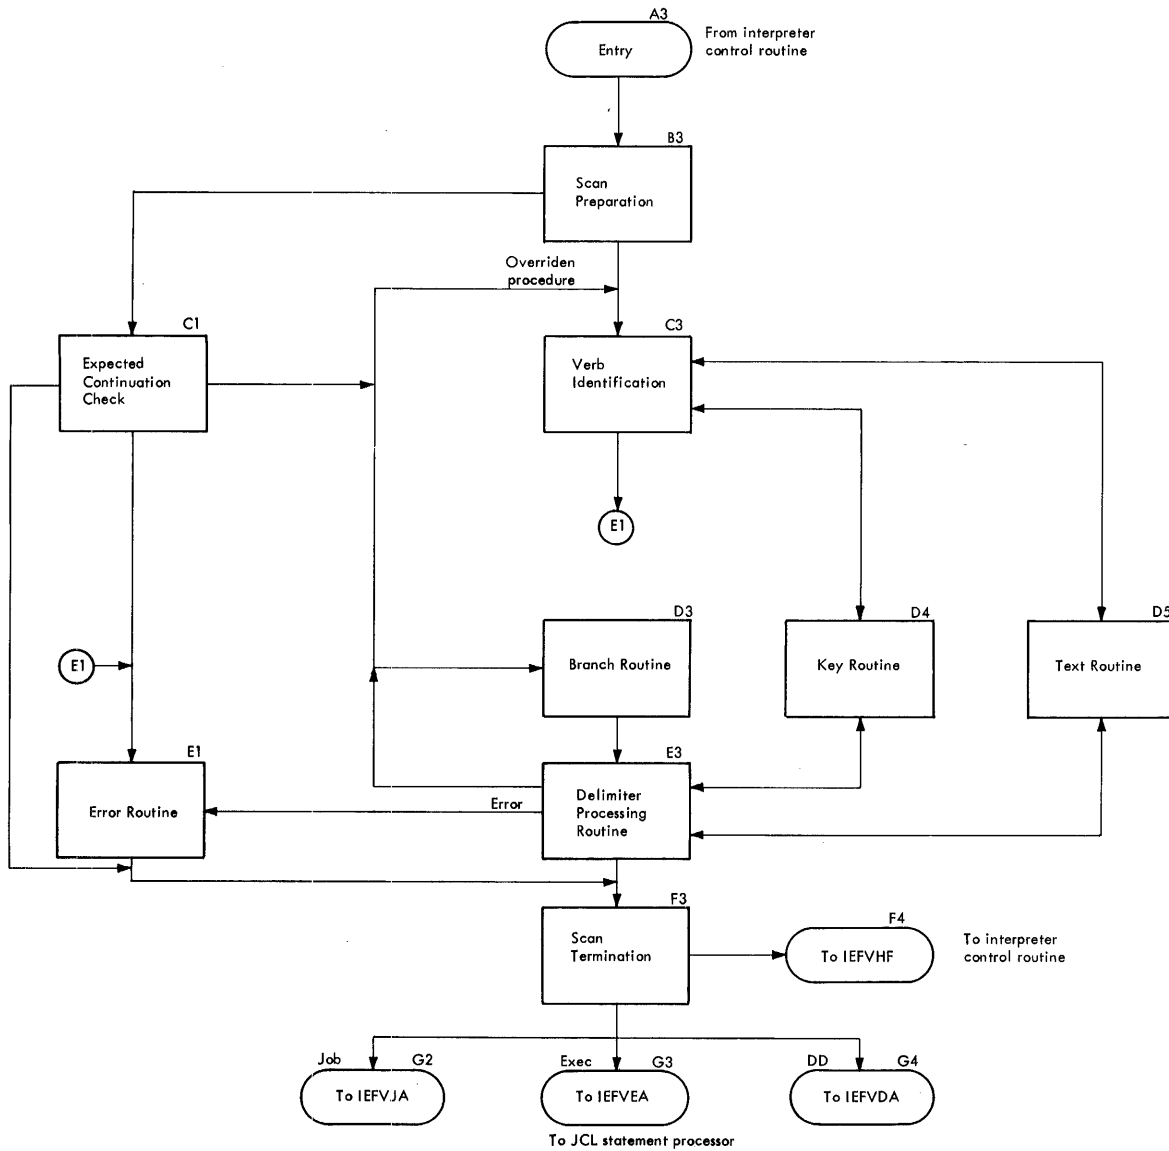 A3
Entry
From interpreter
control routine
B3
Scan
Preparation
Overriden
procedure
C1
Expected
Continuation
Check
C3
Verb
Identification
E1
D3
Branch Routine
D4
Key Routine
D5
Text Routine
E1
E1
Error Routine
Error
E3
Delimiter
Processing
Routine
F3
Scan
Termination
F4
To IEFVHF
To interpreter
control routine
Job
G2
To IEFVJA
Exec
G3
To IEFVEA
DD
G4
To IEFVDA
To JCL statement processor